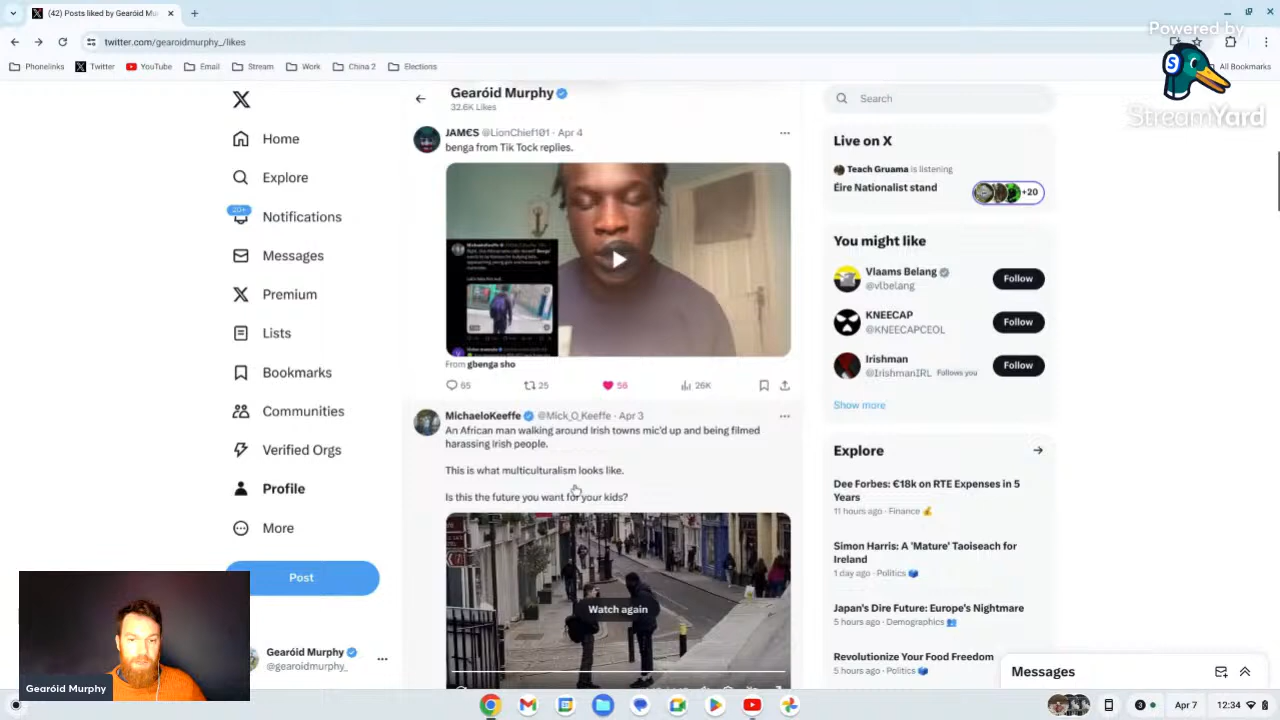 (42) Posts liked by Gearóid Mur
Powered by
twitter.com/gearoidmurphy_/likes
Phonelinks
Twitter
YouTube
Email
Stream
Work
China 2
Elections
All Bookmarks
StreamYard
Home
Explore
20+
Notifications
Messages
Premium
Lists
Bookmarks
Communities
Verified Orgs
Profile
More
Post
Gearóid Murphy
@gearoidmurphy_
Gearóid Murphy
Gearóid Murphy
32.6K Likes
JAM€S @LionChief101 · Apr 4
benga from Tik Tock replies.
From gbenga sho
65
25
56
26K
MichaeloKeeffe @Mick_O_Keeffe · Apr 3
An African man walking around Irish towns mic'd up and being filmed
harassing Irish people.
This is what multiculturalism looks like.
Is this the future you want for your kids?
Watch again
Search
Live on X
Teach Gruama is listening
Éire Nationalist stand
+20
You might like
Vlaams Belang
@vlbelang
Follow
KNEECAP
@KNEECAPCEOL
Follow
Irishman
@IrishmanIRL Follows you
Follow
Show more
Explore
Dee Forbes: €18k on RTE Expenses in 5
Years
11 hours ago · Finance
Simon Harris: A 'Mature' Taoiseach for
Ireland
1 day ago · Politics
Japan's Dire Future: Europe's Nightmare
5 hours ago · Demographics
Revolutionize Your Food Freedom
5 hours ago · Politics
Messages
3
Apr 7
12:34